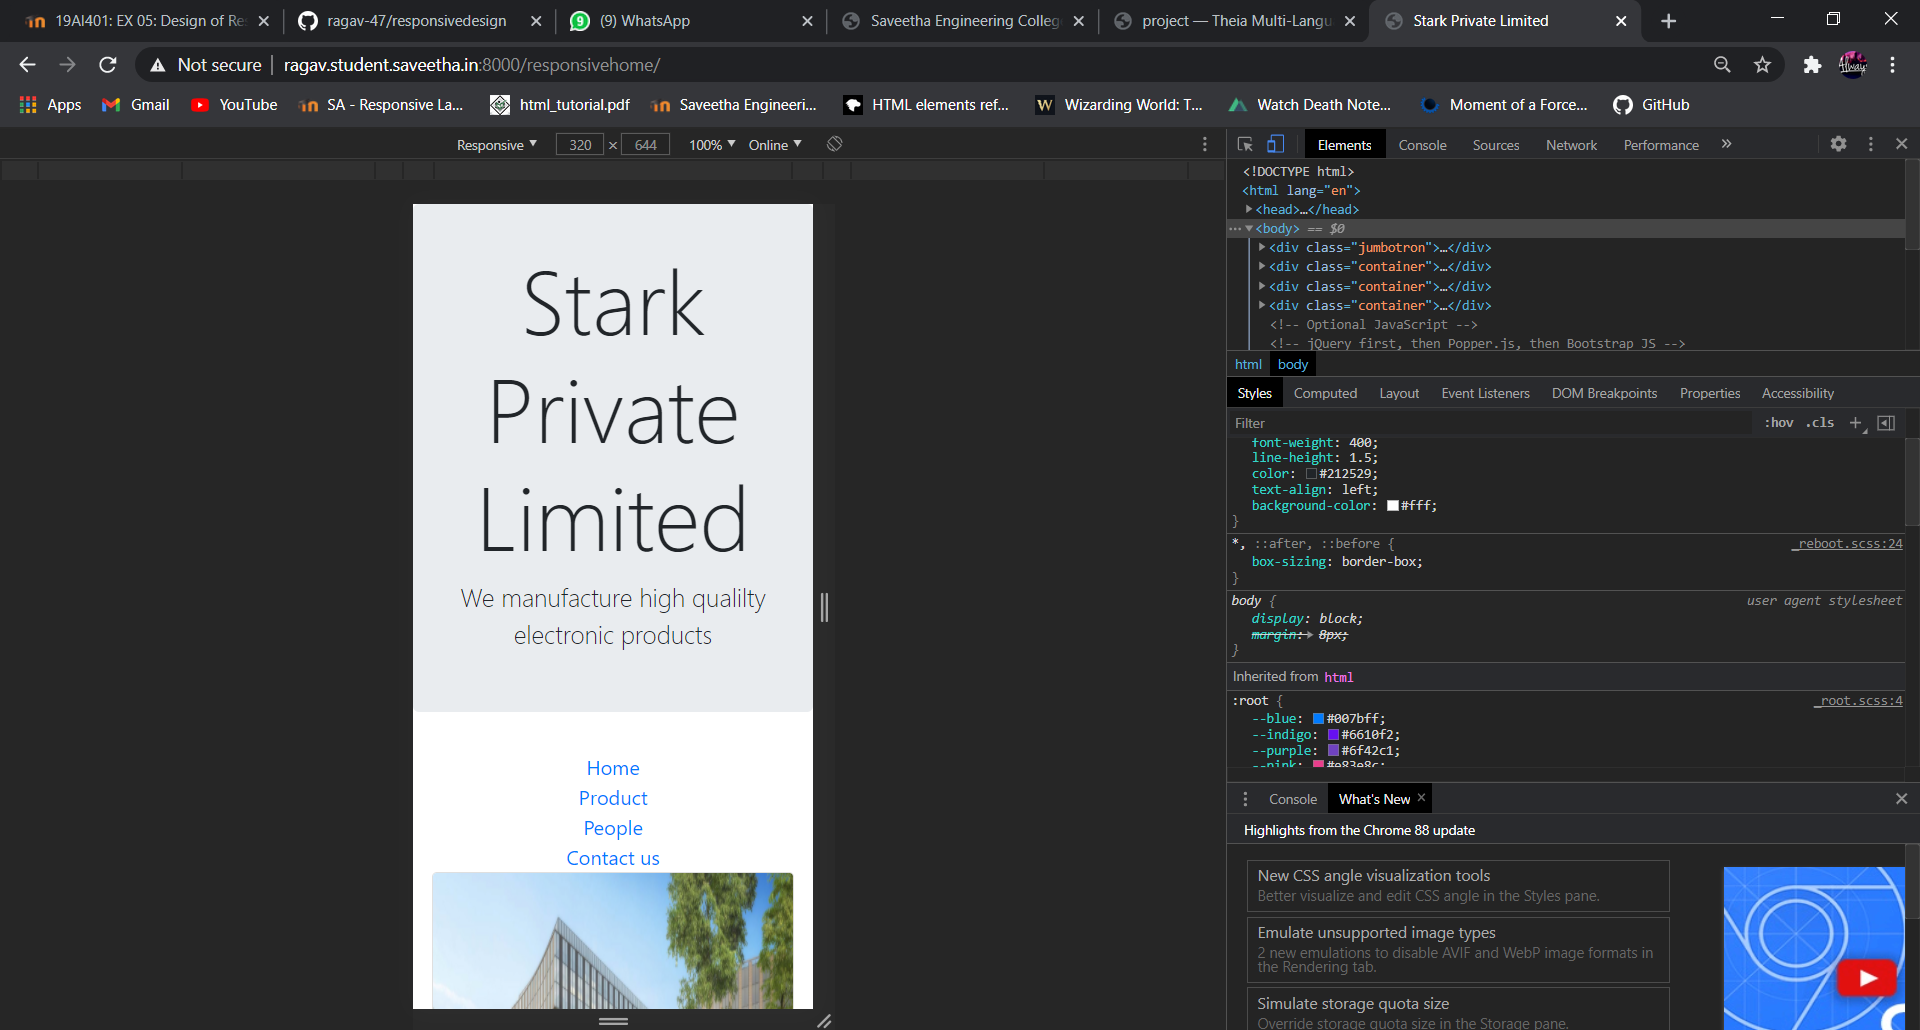 19AI401: EX 05: Design of Re
ragav-47/responsivedesign
(9) WhatsApp
Saveetha Engineering Colleg
project — Theia Multi-Langu
Stark Private Limited
Not secure
ragav.student.saveetha.in:8000/responsivehome/
Apps
Gmail
YouTube
SA - Responsive La...
html_tutorial.pdf
Saveetha Engineeri...
HTML elements ref...
Wizarding World: T...
Watch Death Note...
Moment of a Force...
GitHub
Responsive
320 × 644
100%
Online
Stark
Private
Limited
We manufacture high qualilty
electronic products
Home
Product
People
Contact us
Elements
Console
Sources
Network
Performance
»
<!DOCTYPE html>
<html lang="en">
<head>…</head>
<body> == $0
<div class="jumbotron">…</div>
<div class="container">…</div>
<div class="container">…</div>
<div class="container">…</div>
<!-- Optional JavaScript -->
<!-- jQuery first, then Popper.js, then Bootstrap JS -->
html body
Styles
Computed
Layout
Event Listeners
DOM Breakpoints
Properties
Accessibility
Filter
:hov .cls +
font-weight: 400;
line-height: 1.5;
color: #212529;
text-align: left;
background-color: #fff;
}
*, ::after, ::before {
_reboot.scss:24
box-sizing: border-box;
}
body {
user agent stylesheet
display: block;
margin: 8px;
}
Inherited from html
:root {
_root.scss:4
--blue: #007bff;
--indigo: #6610f2;
--purple: #6f42c1;
--pink: #e83e8c;
Console
What's New
Highlights from the Chrome 88 update
New CSS angle visualization tools
Better visualize and edit CSS angle in the Styles pane.
Emulate unsupported image types
2 new emulations to disable AVIF and WebP image formats in
the Rendering tab.
Simulate storage quota size
Override storage quota size in the Storage pane.